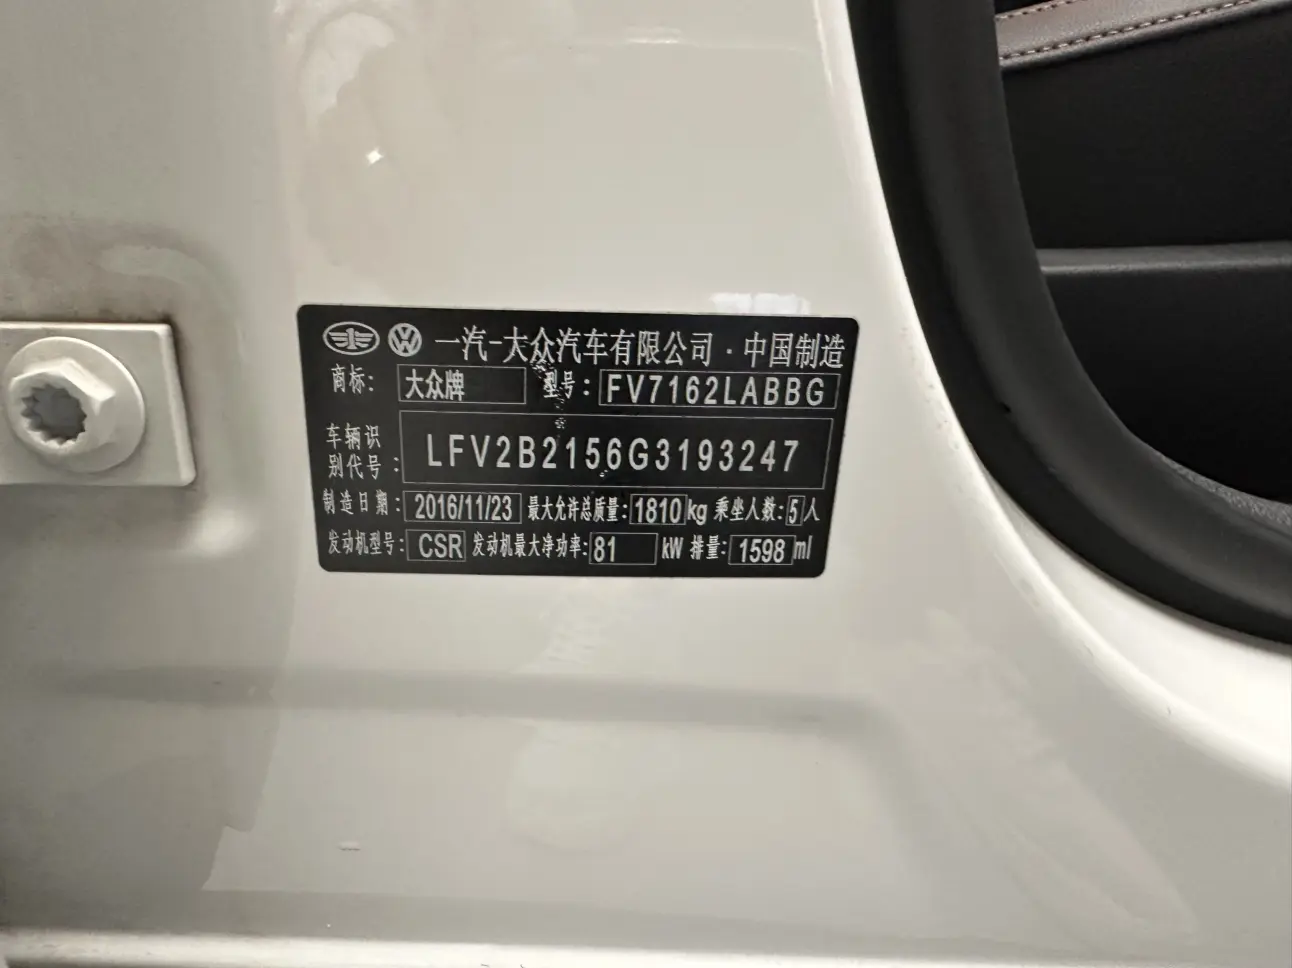 一汽-大众汽车有限公司·中国制造
商标: 大众牌 型号: FV7162LABBG
车辆识
别代号: LFV2B2156G3193247
制造日期: 2016/11/23 最大允许总质量: 1810 kg 乘坐人数: 5 人
发动机型号: CSR 发动机最大净功率: 81 kW 排量: 1598 ml